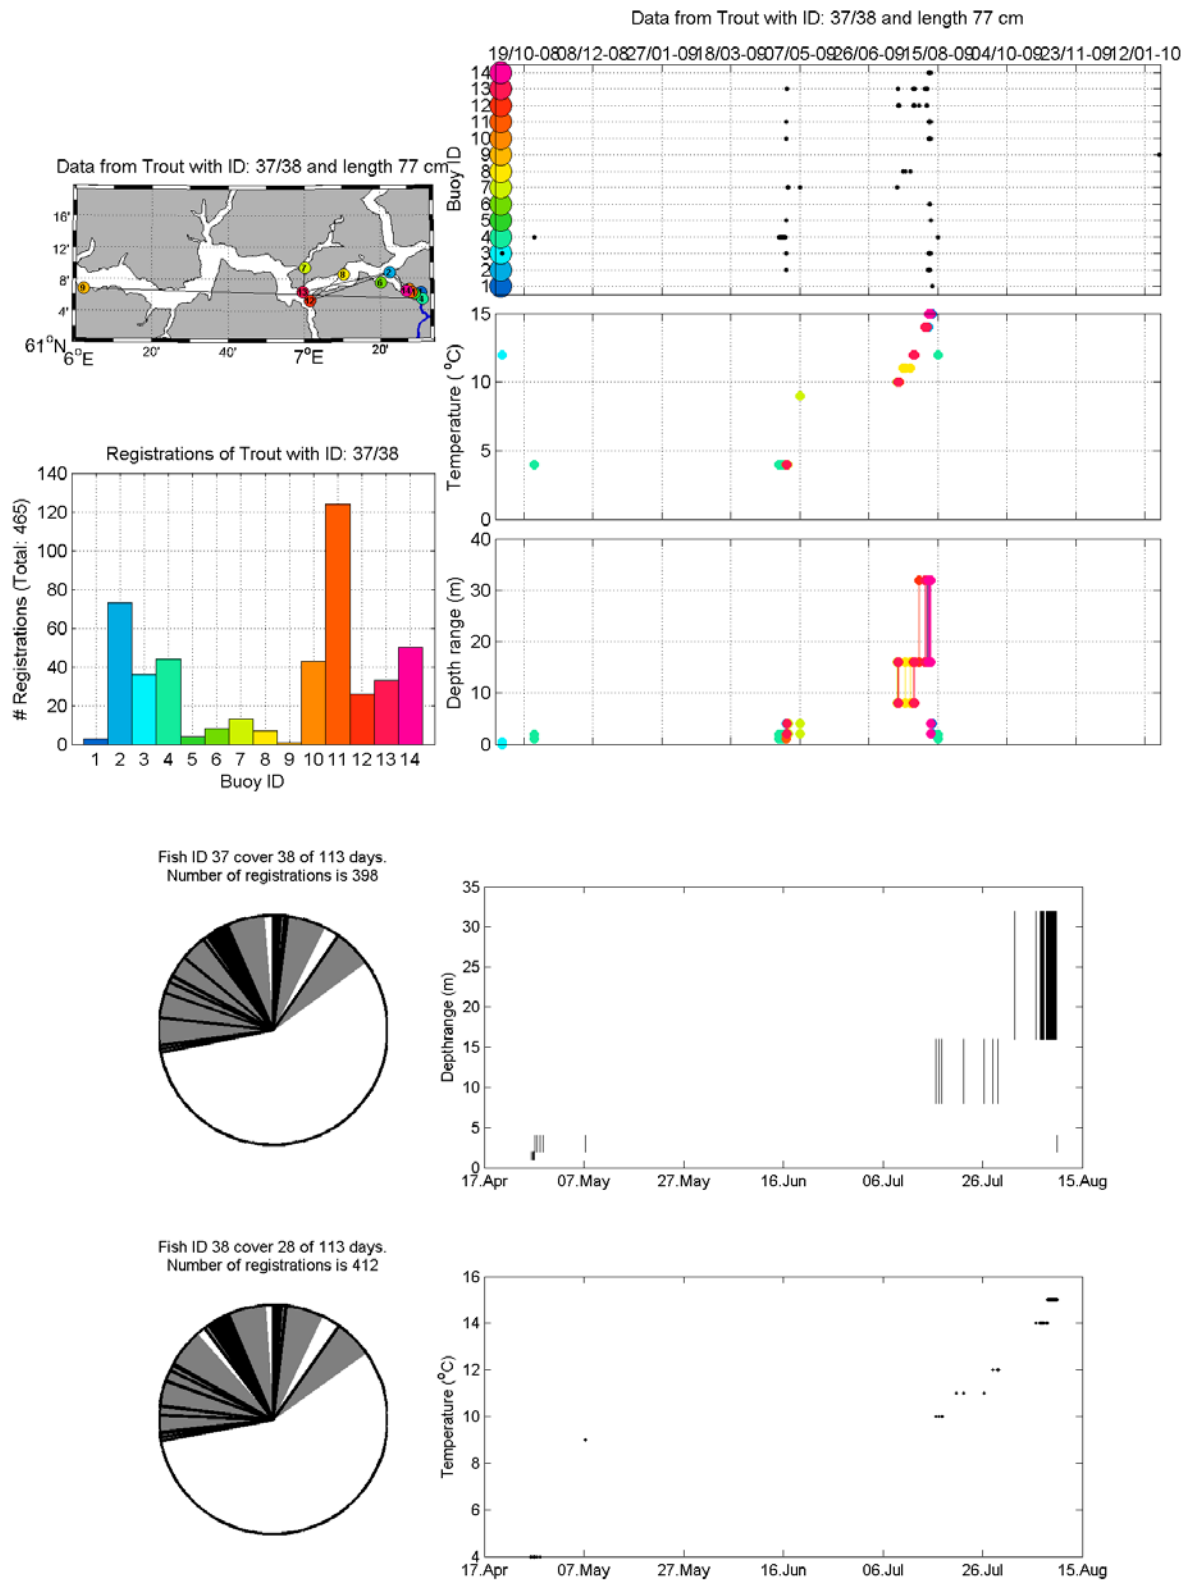 Data from Trout with ID: 37/38 and length 77 cm
19/10-08 08/12-08 27/01-09 18/03-09 07/05-09 26/06-09 15/08-09 04/10-09 23/11-09 12/01-10
14
13
12
11
10
9
8
7
6
5
4
3
2
1
Buoy ID
Data from Trout with ID: 37/38 and length 77 cm
16'
12'
8'
4'
61°N
6°E
20'
40'
7°E
20'
9
7
8
2
6
13
12
4
15
10
5
0
Temperature (°C)
Registrations of Trout with ID: 37/38
140
120
100
80
60
40
20
0
# Registrations (Total: 465)
1 2 3 4 5 6 7 8 9 10 11 12 13 14
Buoy ID
40
30
20
10
0
Depth range (m)
Fish ID 37 cover 38 of 113 days.
Number of registrations is 398
35
30
25
20
15
10
5
0
Depthrange (m)
17.Apr 07.May 27.May 16.Jun 06.Jul 26.Jul 15.Aug
Fish ID 38 cover 28 of 113 days.
Number of registrations is 412
16
14
12
10
8
6
4
Temperature (°C)
17.Apr 07.May 27.May 16.Jun 06.Jul 26.Jul 15.Aug